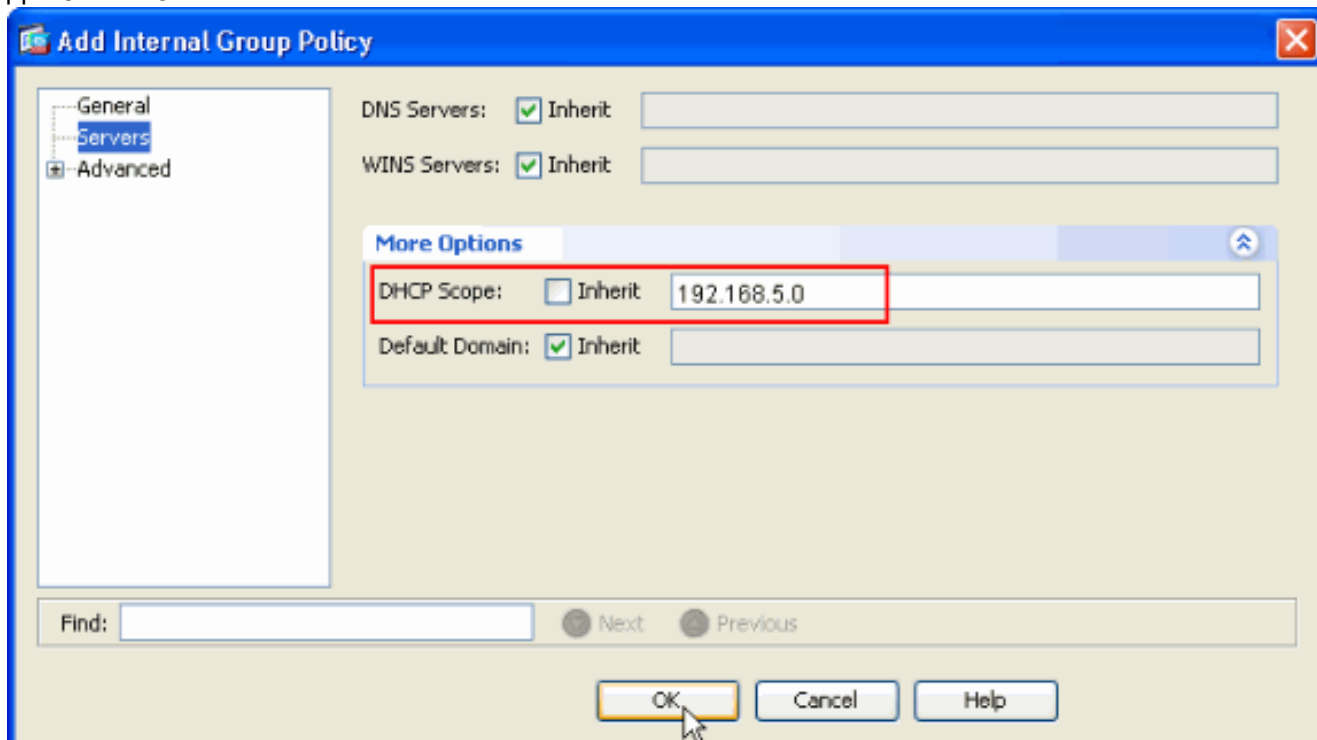 Add Internal Group Policy
General
Servers
Advanced
DNS Servers: Inherit
WINS Servers: Inherit
More Options
DHCP Scope: Inherit 192.168.5.0
Default Domain: Inherit
Find: Next Previous
OK Cancel Help